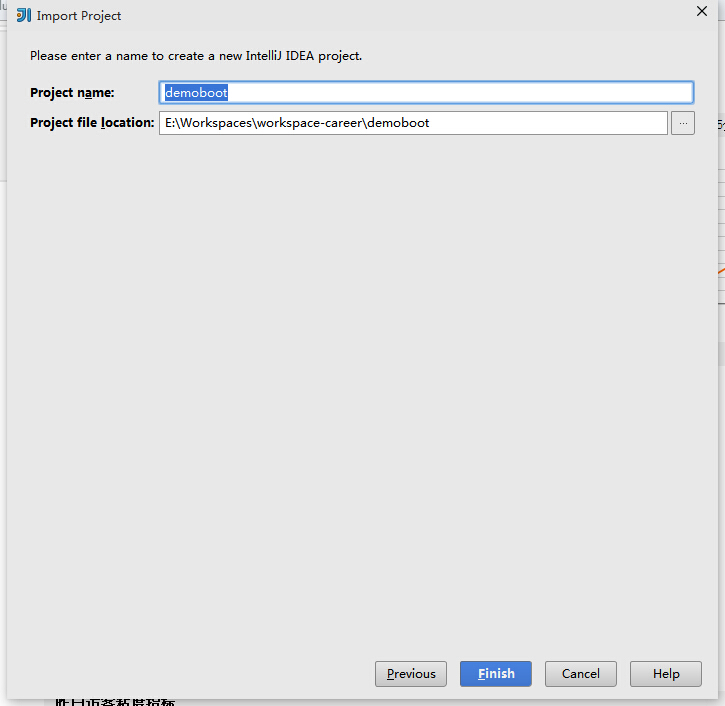 Import Project
Please enter a name to create a new IntelliJ IDEA project.
Project name: demoboot
Project file location: E:\Workspaces\workspace-career\demoboot
...
Previous Finish Cancel Help